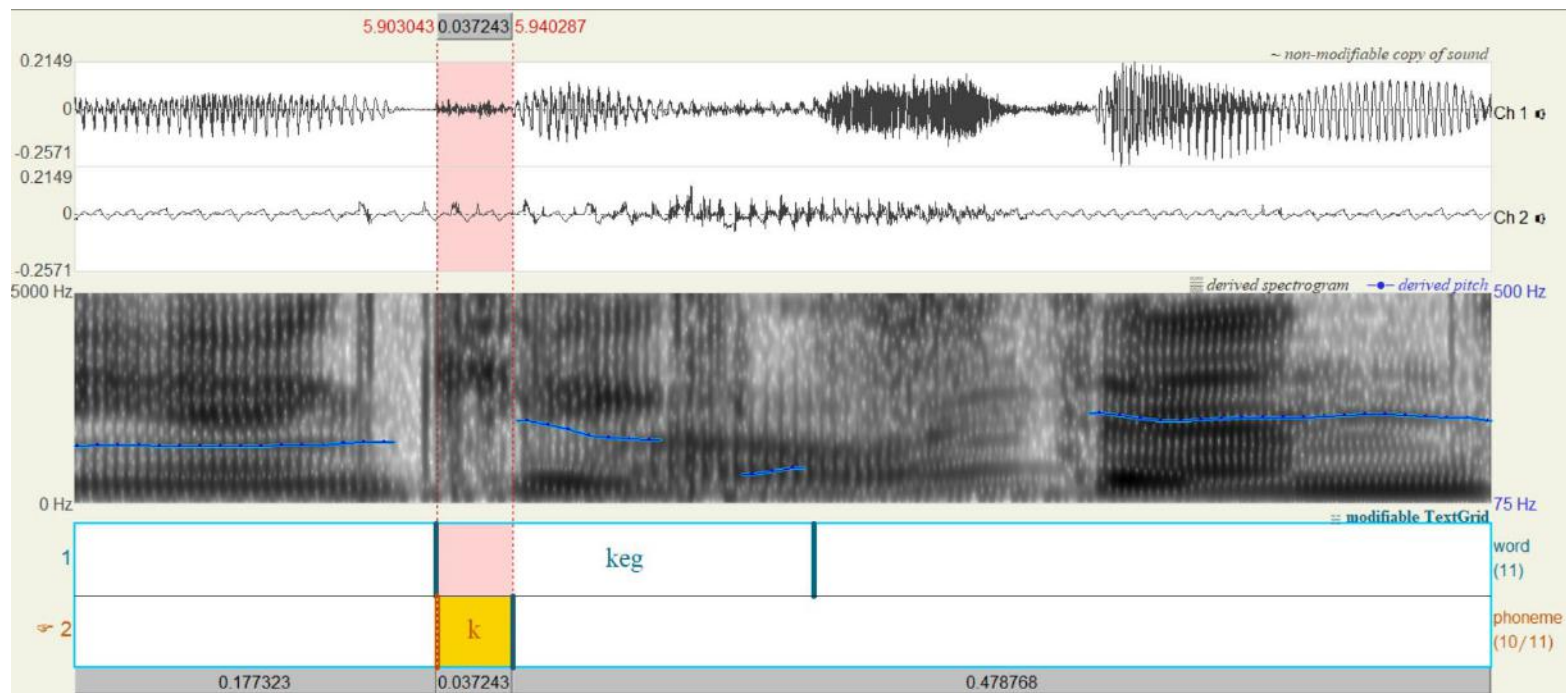 5.903043 0.037243 5.940287
0.2149 ~ non-modifiable copy of sound
0 Ch 1
-0.2571
0.2149
0 Ch 2
-0.2571
derived spectrogram derived pitch
5000 Hz 500 Hz
0 Hz 75 Hz
modifiable TextGrid
1 keg word
(11)
2 k phoneme
(10/11)
0.177323 0.037243 0.478768